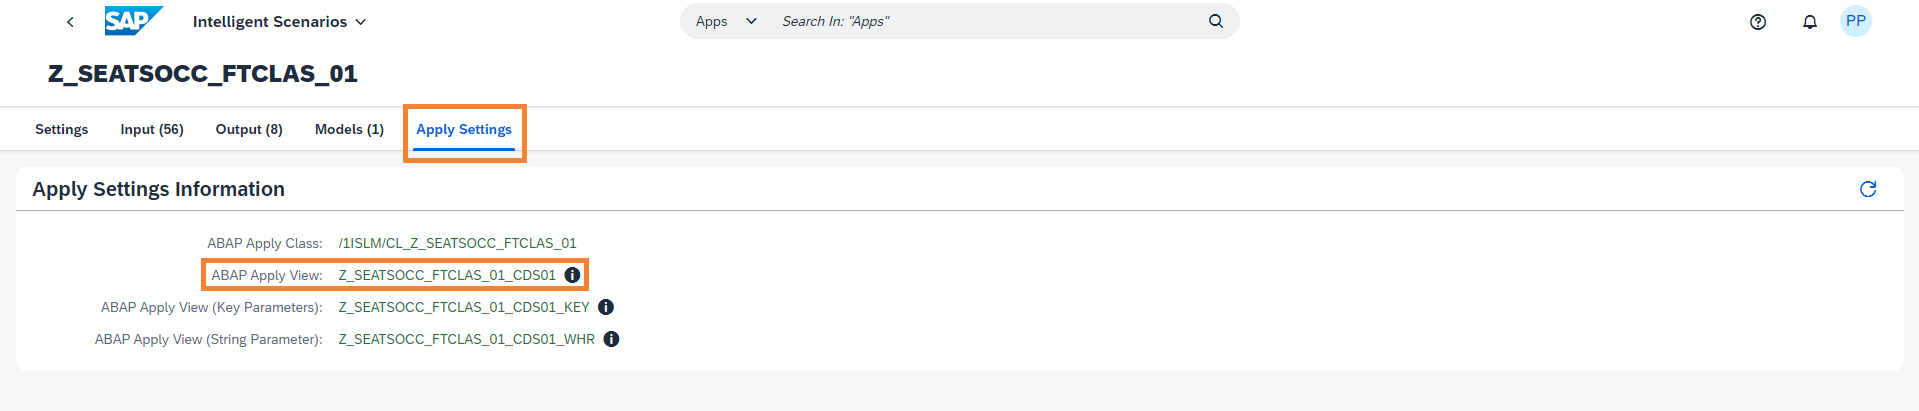 SAP Intelligent Scenarios Apps Search In: "Apps" PP
Z_SEATSOCC_FTCLAS_01
Settings Input (56) Output (8) Models (1) Apply Settings
Apply Settings Information
ABAP Apply Class: /1ISLM/CL_Z_SEATSOCC_FTCLAS_01
ABAP Apply View: Z_SEATSOCC_FTCLAS_01_CDS01
ABAP Apply View (Key Parameters): Z_SEATSOCC_FTCLAS_01_CDS01_KEY
ABAP Apply View (String Parameter): Z_SEATSOCC_FTCLAS_01_CDS01_WHR